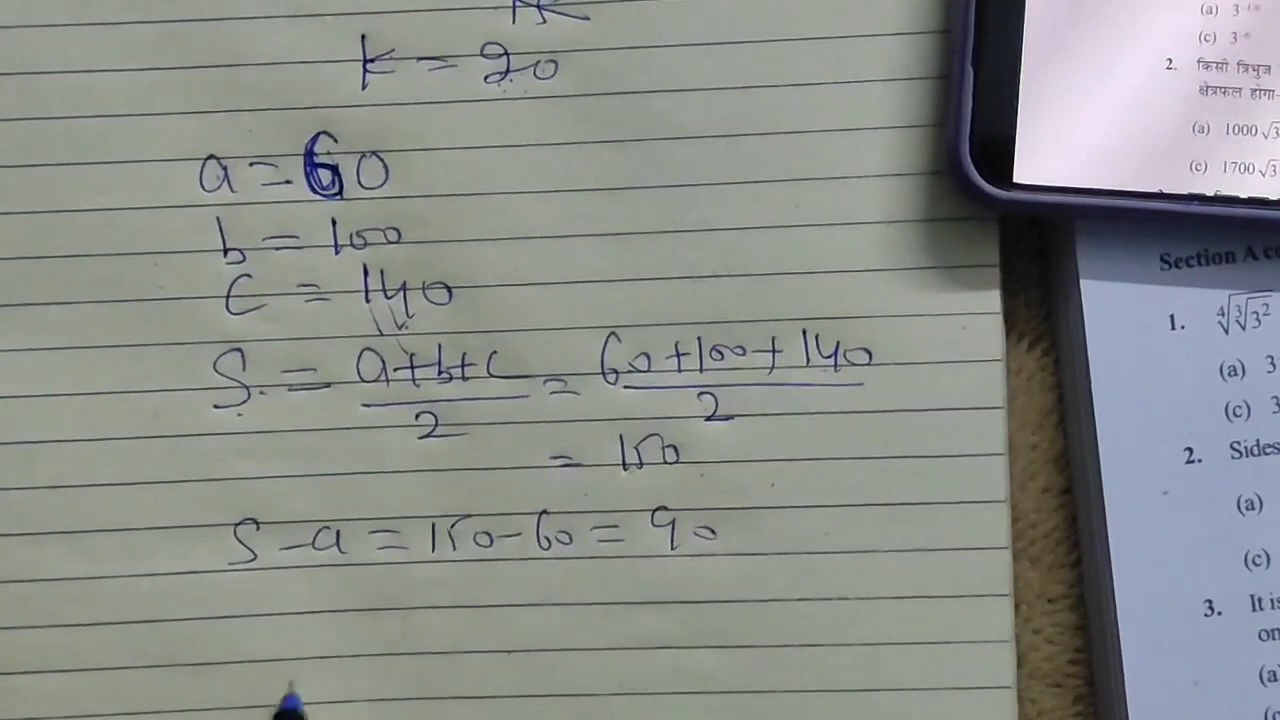 k = 20
a = 60
b = 100
c = 140
S = a+b+c/2 = 60+100+140/2
= 150
S - a = 150 - 60 = 90
(a) 3
(c) 3
2. किसी त्रिभुज
क्षेत्रफल होगा-
(a) 1000√3
(c) 1700√3
Section A
1. ∜∛3²
(a) 3
(c) 3
2. Sides
(a)
(c)
3. It is
on
(a